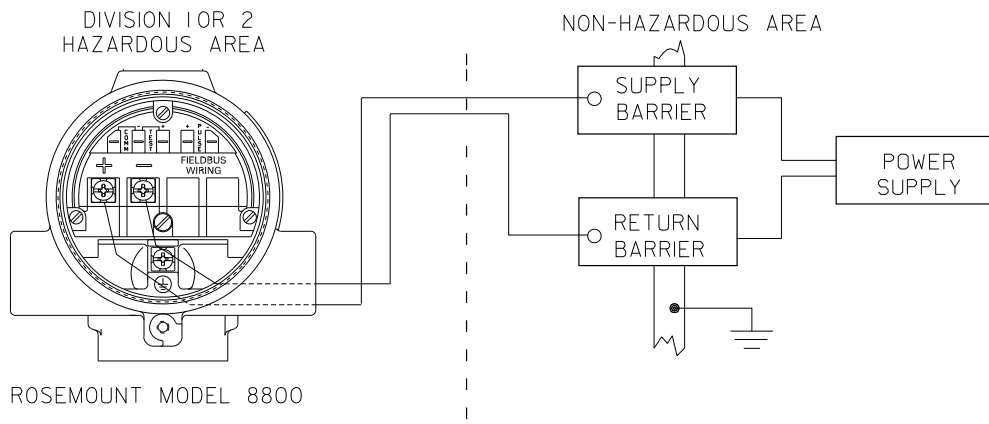 DIVISION 1 OR 2
HAZARDOUS AREA
NON-HAZARDOUS AREA
COMM
- TEST +
+ PULSE -
+ -
FIELDBUS
WIRING
SUPPLY
BARRIER
POWER
SUPPLY
RETURN
BARRIER
ROSEMOUNT MODEL 8800